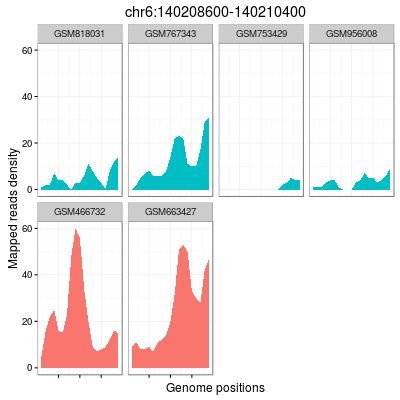 chr6:140208600-140210400
GSM818031 GSM767343 GSM753429 GSM956008
60
40
20
0
GSM466732 GSM663427
60
40
20
0
Mapped reads density
Genome positions